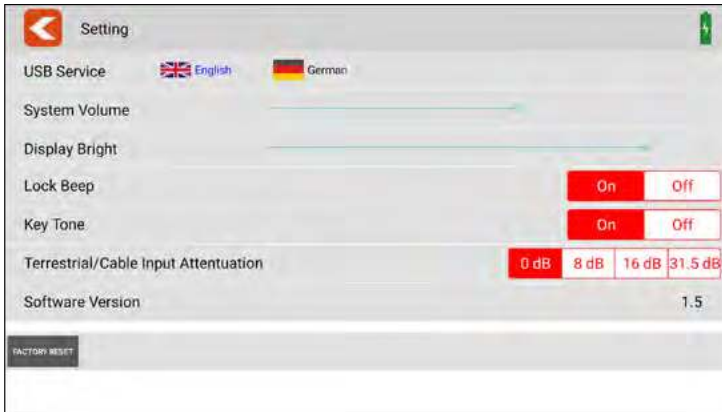 Setting
USB Service English German
System Volume
Display Bright
Lock Beep On Off
Key Tone On Off
Terrestrial/Cable Input Attentuation 0 dB 8 dB 16 dB 31.5 dB
Software Version 1.5
FACTORY RESET